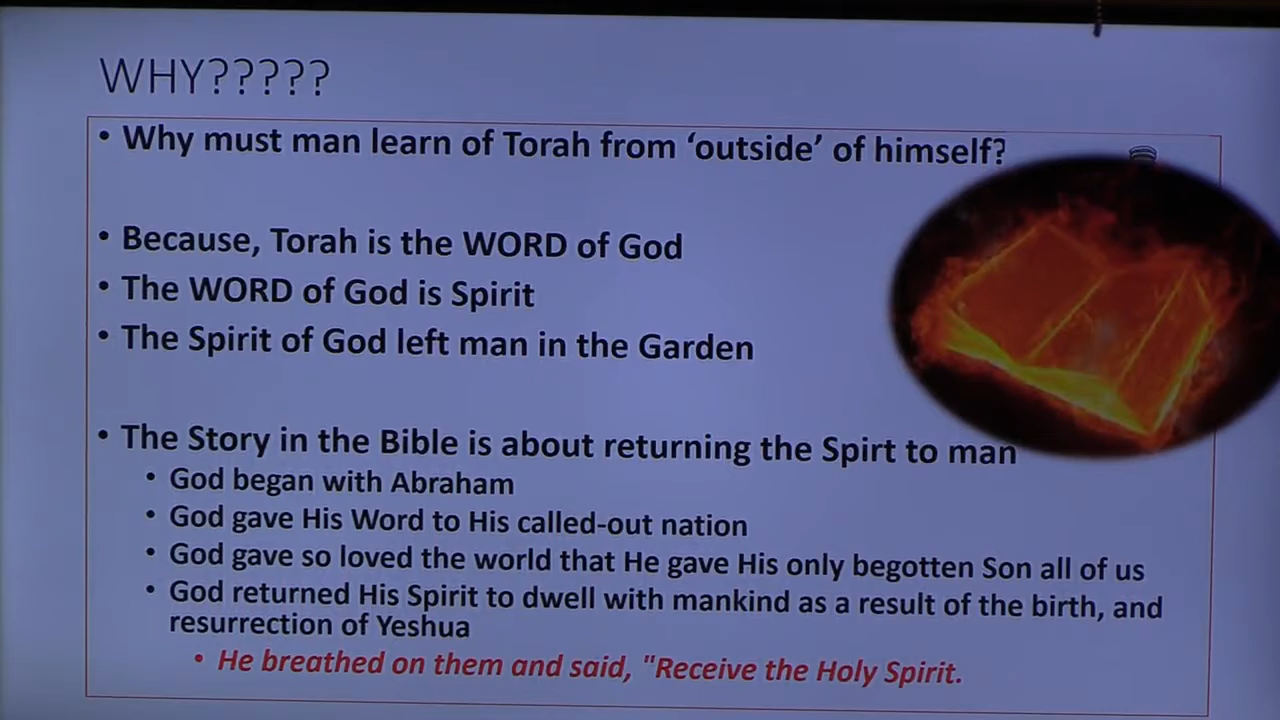 WHY?????
• Why must man learn of Torah from ‘outside’ of himself?
• Because, Torah is the WORD of God
• The WORD of God is Spirit
• The Spirit of God left man in the Garden
• The Story in the Bible is about returning the Spirt to man
• God began with Abraham
• God gave His Word to His called-out nation
• God gave so loved the world that He gave His only begotten Son all of us
• God returned His Spirit to dwell with mankind as a result of the birth, and
resurrection of Yeshua
• He breathed on them and said, "Receive the Holy Spirit.